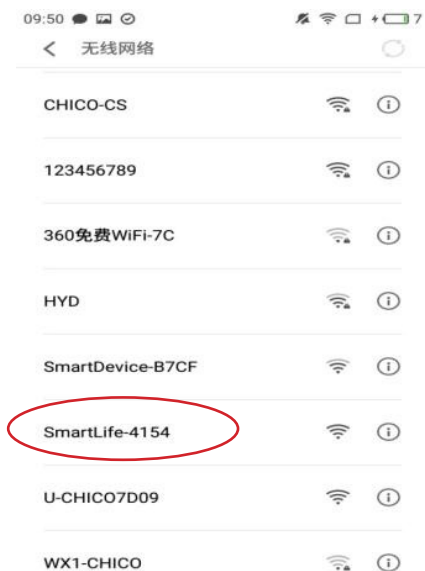 09:50 7
无线网络
CHICO-CS
123456789
360免费WiFi-7C
HYD
SmartDevice-B7CF
SmartLife-4154
U-CHICO7D09
WX1-CHICO